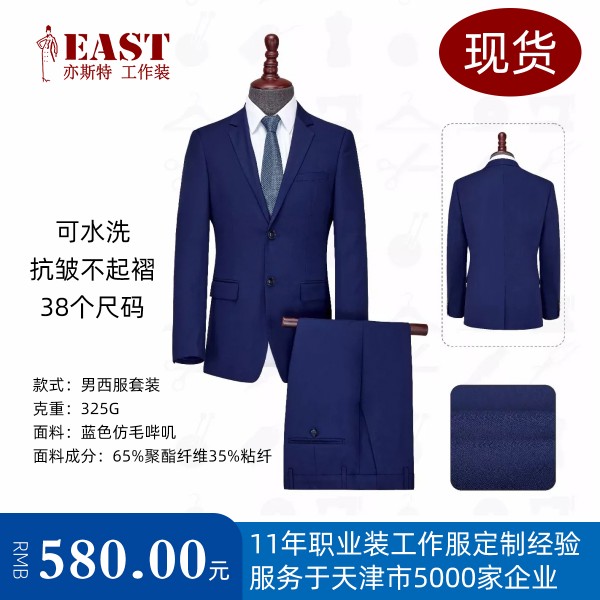 EAST
亦斯特 工作装
现货
可水洗
抗皱不起褶
38个尺码
款式：男西服套装
克重：325G
面料：蓝色仿毛哔叽
面料成分：65%聚酯纤维35%粘纤
RMB 580.00元
11年职业装工作服定制经验
服务于天津市5000家企业